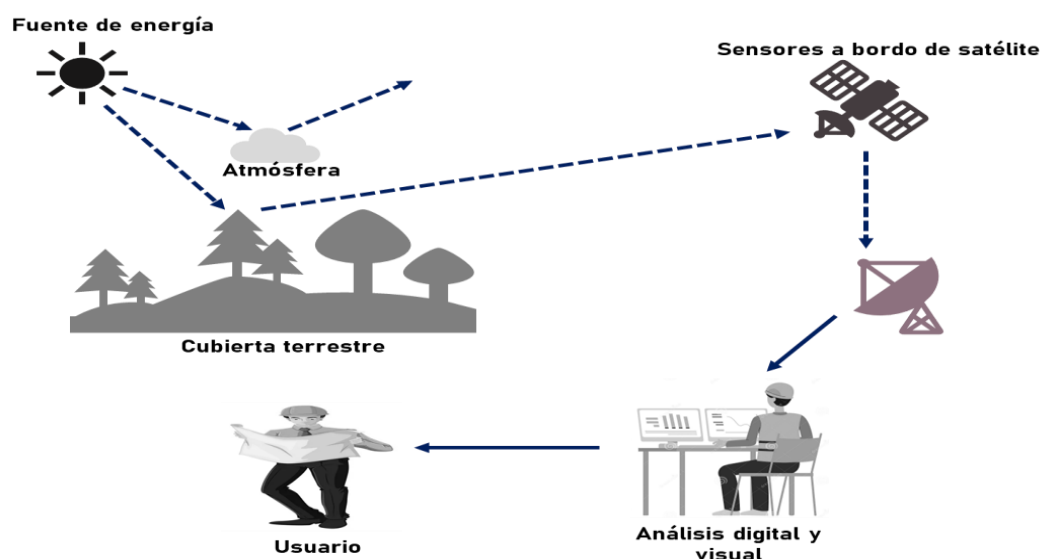 Fuente de energía
Sensores a bordo de satélite
Atmósfera
Cubierta terrestre
Usuario
Análisis digital y
visual